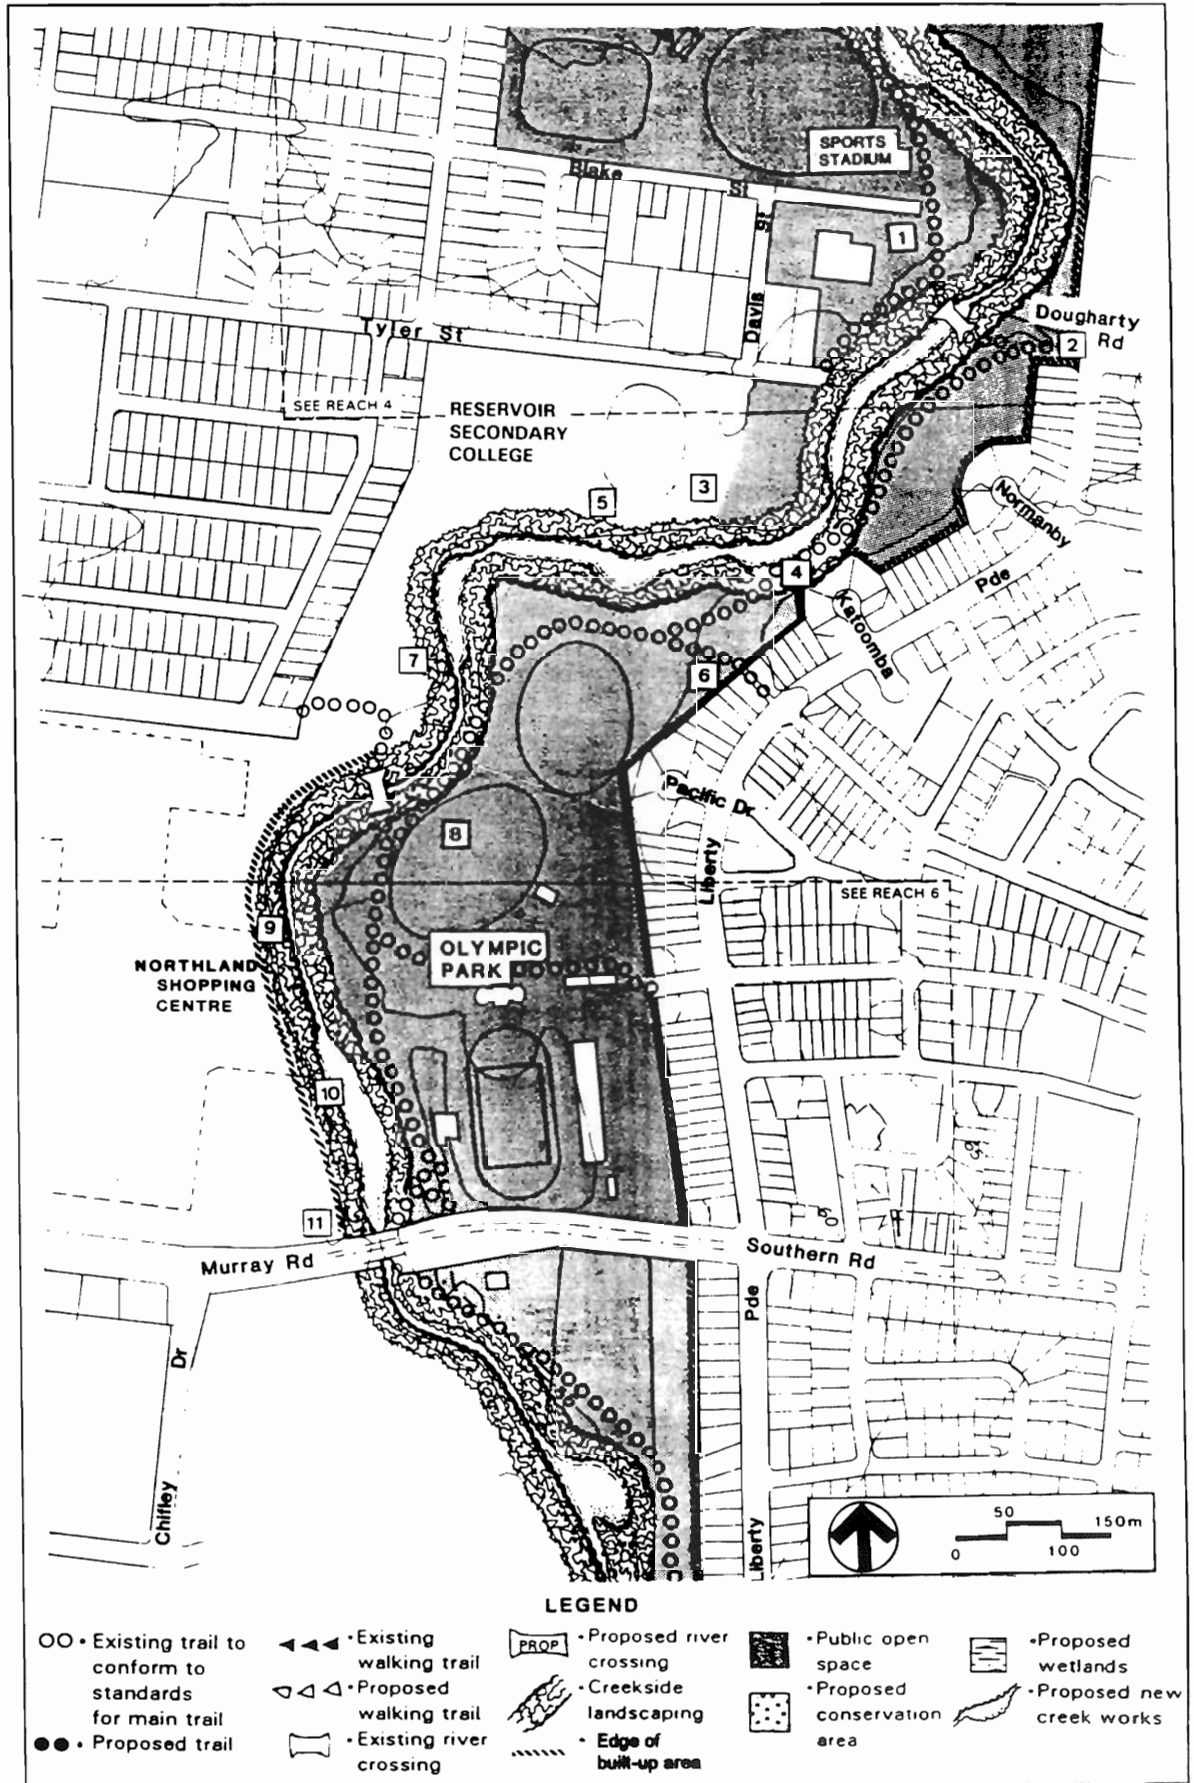 SPORTS
STADIUM
Blake
St
St
1
Davis
Dougharty
Rd
2
Tyler St
SEE REACH 4
RESERVOIR
SECONDARY
COLLEGE
3
5
Normanby
4
Pde
Katoomba
7
6
Pacific Dr
8
Liberty
SEE REACH 6
9
OLYMPIC
PARK
NORTHLAND
SHOPPING
CENTRE
10
11
Murray Rd
Southern Rd
Pde
Dr
Chifley
Liberty
50
150m
0
100
LEGEND
Existing trail to
conform to
standards
for main trail
Proposed trail
Existing
walking trail
Proposed
walking trail
Existing river
crossing
PROP
Proposed river
crossing
Creekside
landscaping
Edge of
built-up area
Public open
space
Proposed
conservation
area
Proposed
wetlands
Proposed new
creek works